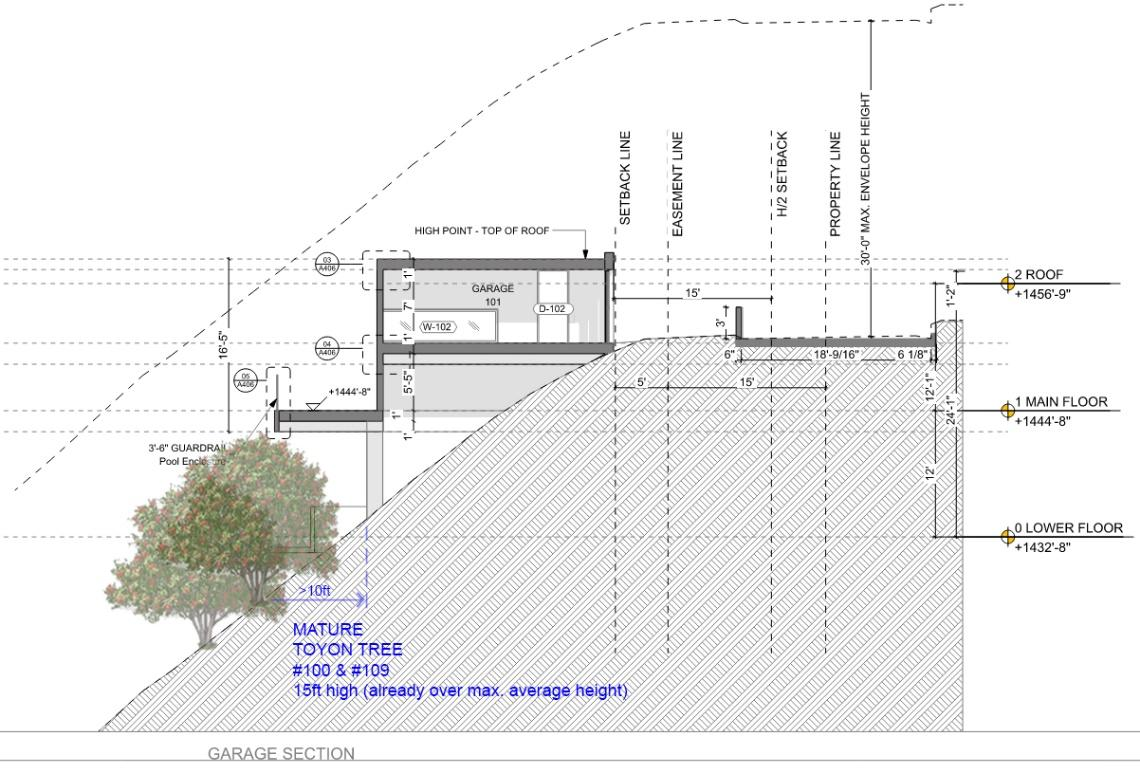 SETBACK LINE
EASEMENT LINE
H/2 SETBACK
PROPERTY LINE
30'-0" MAX. ENVELOPE HEIGHT
HIGH POINT - TOP OF ROOF
03
A406
1'
GARAGE
101
7'
D-102
W-102
1'
15'
3'
2 ROOF
+1456'-9"
1'-2"
16'-5"
04
A406
6"
18'-9/16"
6 1/8"
05
A406
+1444'-8"
5'-5"
5'
15'
12'-1"
24'-1"
1 MAIN FLOOR
+1444'-8"
1'
1'
3'-6" GUARDRAIL
Pool Enclosure
12'
0 LOWER FLOOR
+1432'-8"
>10ft
MATURE
TOYON TREE
#100 & #109
15ft high (already over max. average height)
GARAGE SECTION